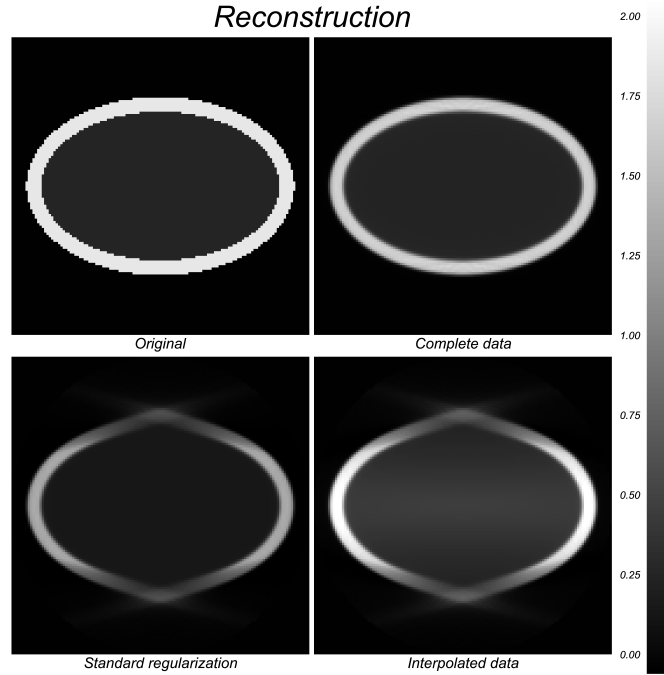 Reconstruction
2.00
1.75
1.50
1.25
Original
Complete data
1.00
0.75
0.50
0.25
0.00
Standard regularization
Interpolated data